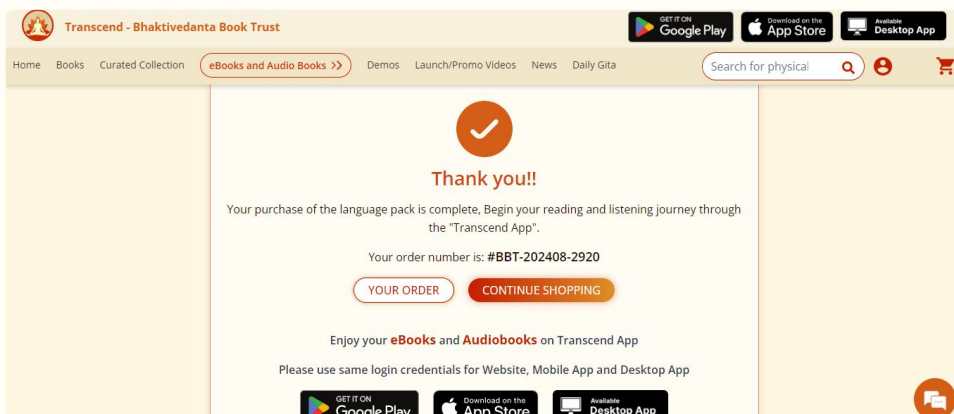 Transcend - Bhaktivedanta Book Trust
GET IT ON
Google Play
Download on the
App Store
Available
Desktop App
Home Books Curated Collection eBooks and Audio Books >> Demos Launch/Promo Videos News Daily Gita
Search for physical
Thank you!!
Your purchase of the language pack is complete, Begin your reading and listening journey through
the "Transcend App".
Your order number is: #BBT-202408-2920
YOUR ORDER CONTINUE SHOPPING
Enjoy your eBooks and Audiobooks on Transcend App
Please use same login credentials for Website, Mobile App and Desktop App
GET IT ON
Google Play
Download on the
App Store
Available
Desktop App